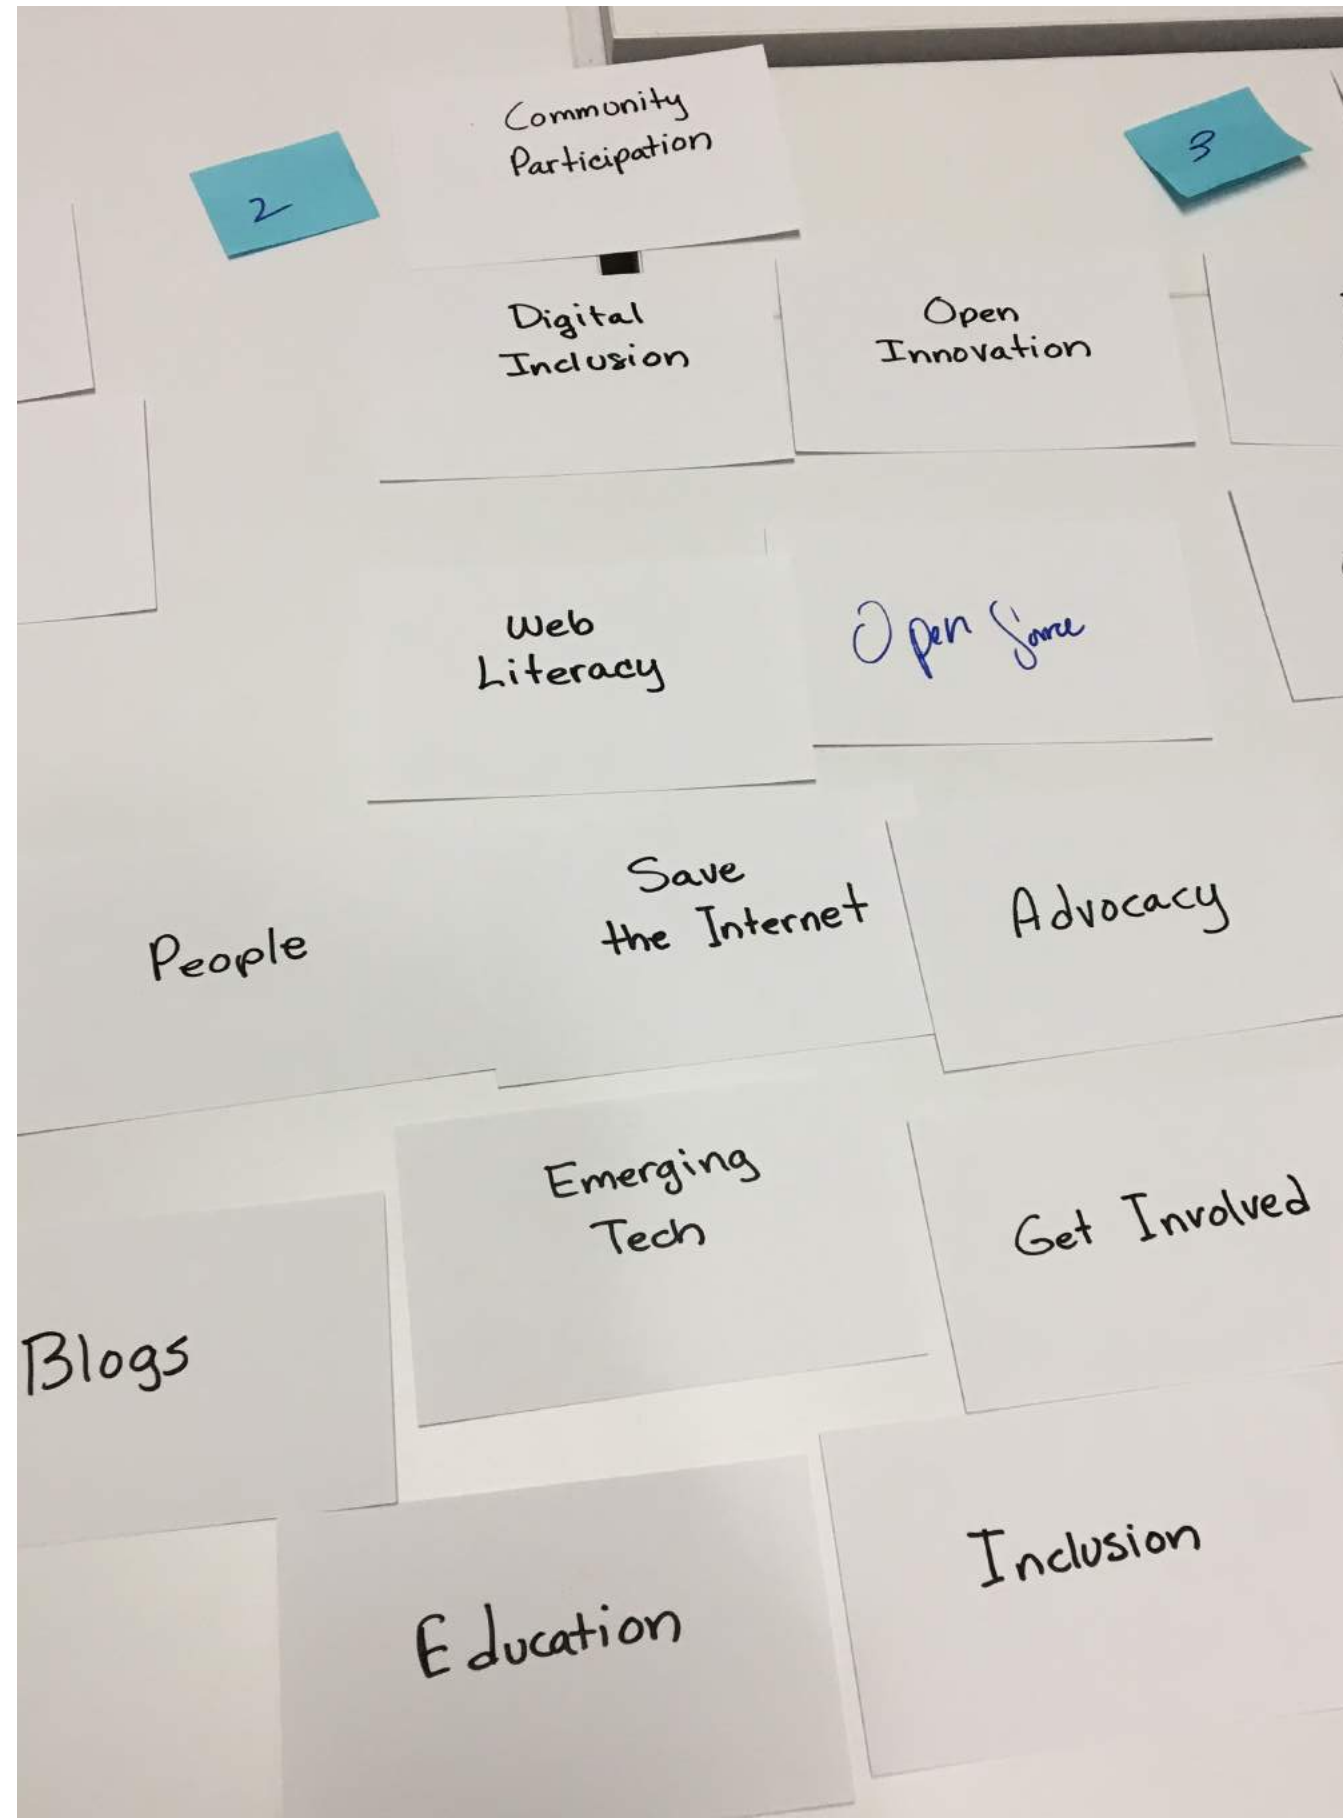 Community
Participation
2
3
Digital
Inclusion
Open
Innovation
Web
Literacy
Open Source
People
Save
the Internet
Advocacy
Emerging
Tech
Get Involved
Blogs
Education
Inclusion